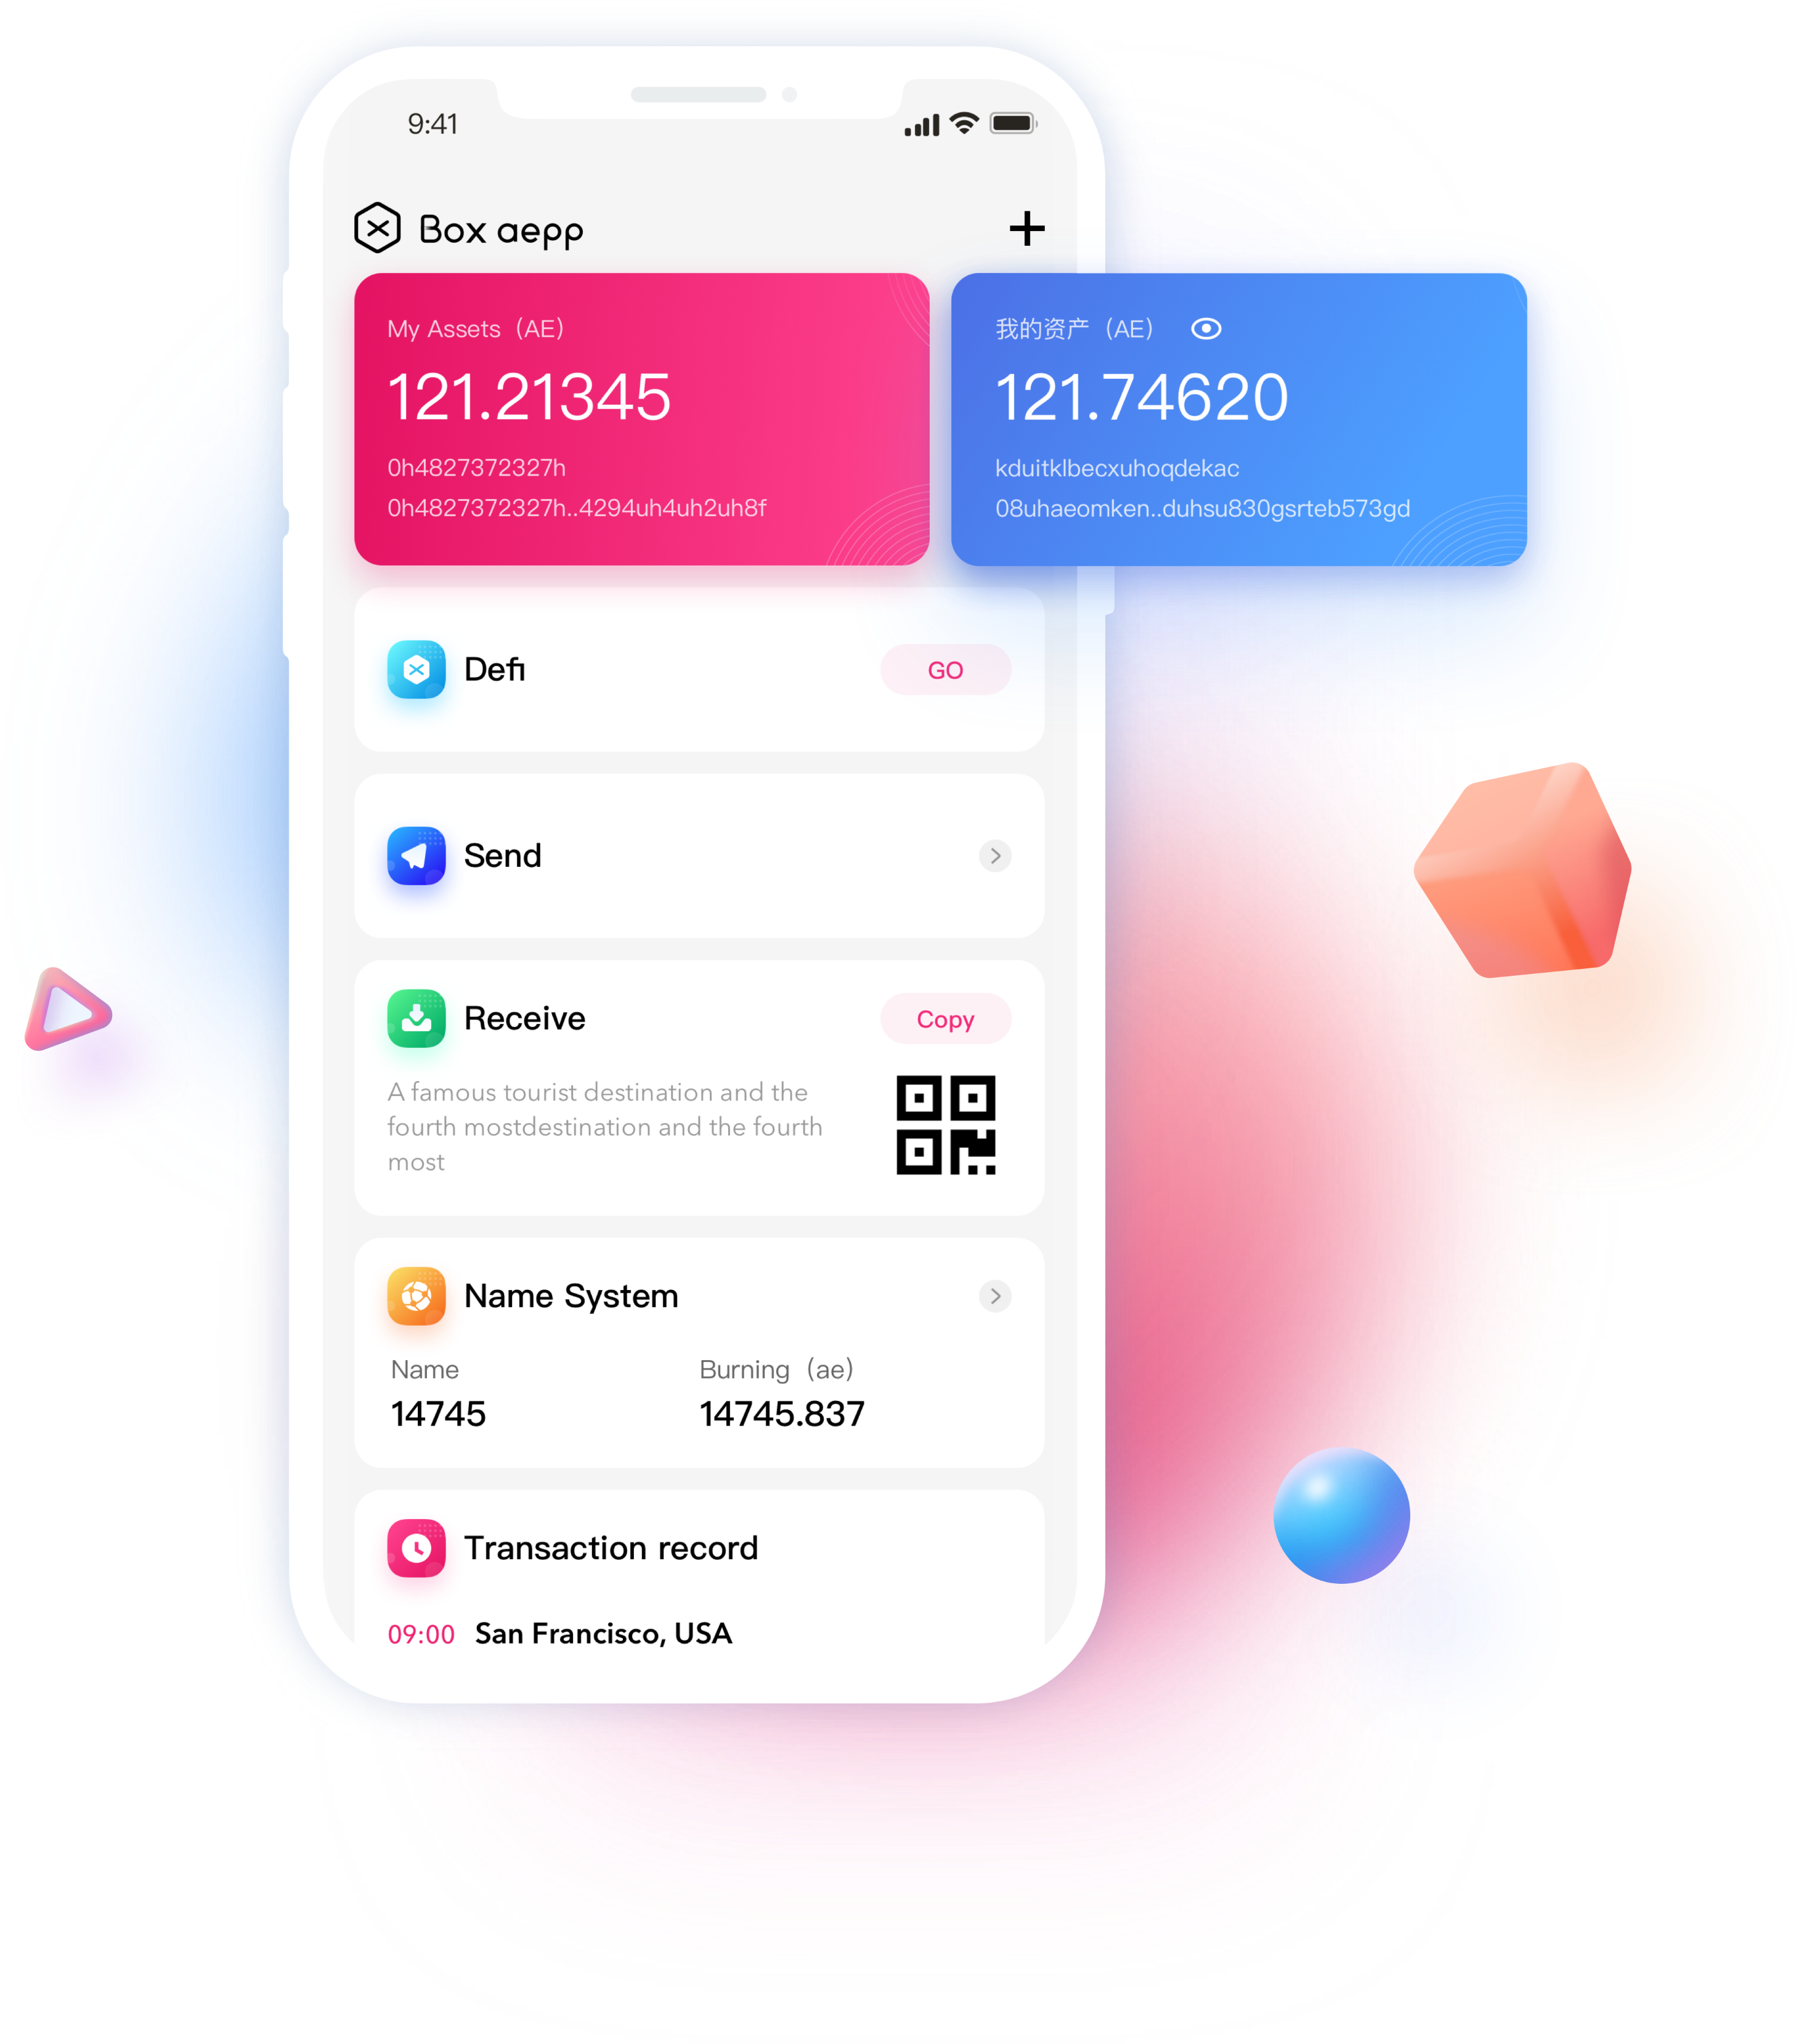 9:41
Box aepp
My Assets（AE）
121.21345
0h4827372327h
0h4827372327h..4294uh4uh2uh8f
我的资产（AE）
121.74620
kduitklbecxuhoqdekac
08uhaeomken..duhsu830gsrteb573gd
Defi
GO
Send
Receive
Copy
A famous tourist destination and the
fourth mostdestination and the fourth
most
Name System
Name
14745
Burning（ae）
14745.837
Transaction record
09:00 San Francisco, USA